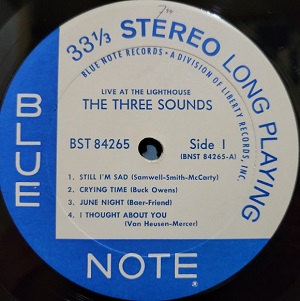 33 1/3 STEREO LONG PLAYING
BLUE NOTE RECORDS • A DIVISION OF LIBERTY RECORDS, INC.
LIVE AT THE LIGHTHOUSE
THE THREE SOUNDS
BST 84265
Side 1
(BNST 84265-A)
1. STILL I'M SAD (Samwell-Smith-McCarty)
2. CRYING TIME (Buck Owens)
3. JUNE NIGHT (Baer-Friend)
4. I THOUGHT ABOUT YOU
(Van Heusen-Mercer)
BLUE
NOTE
®